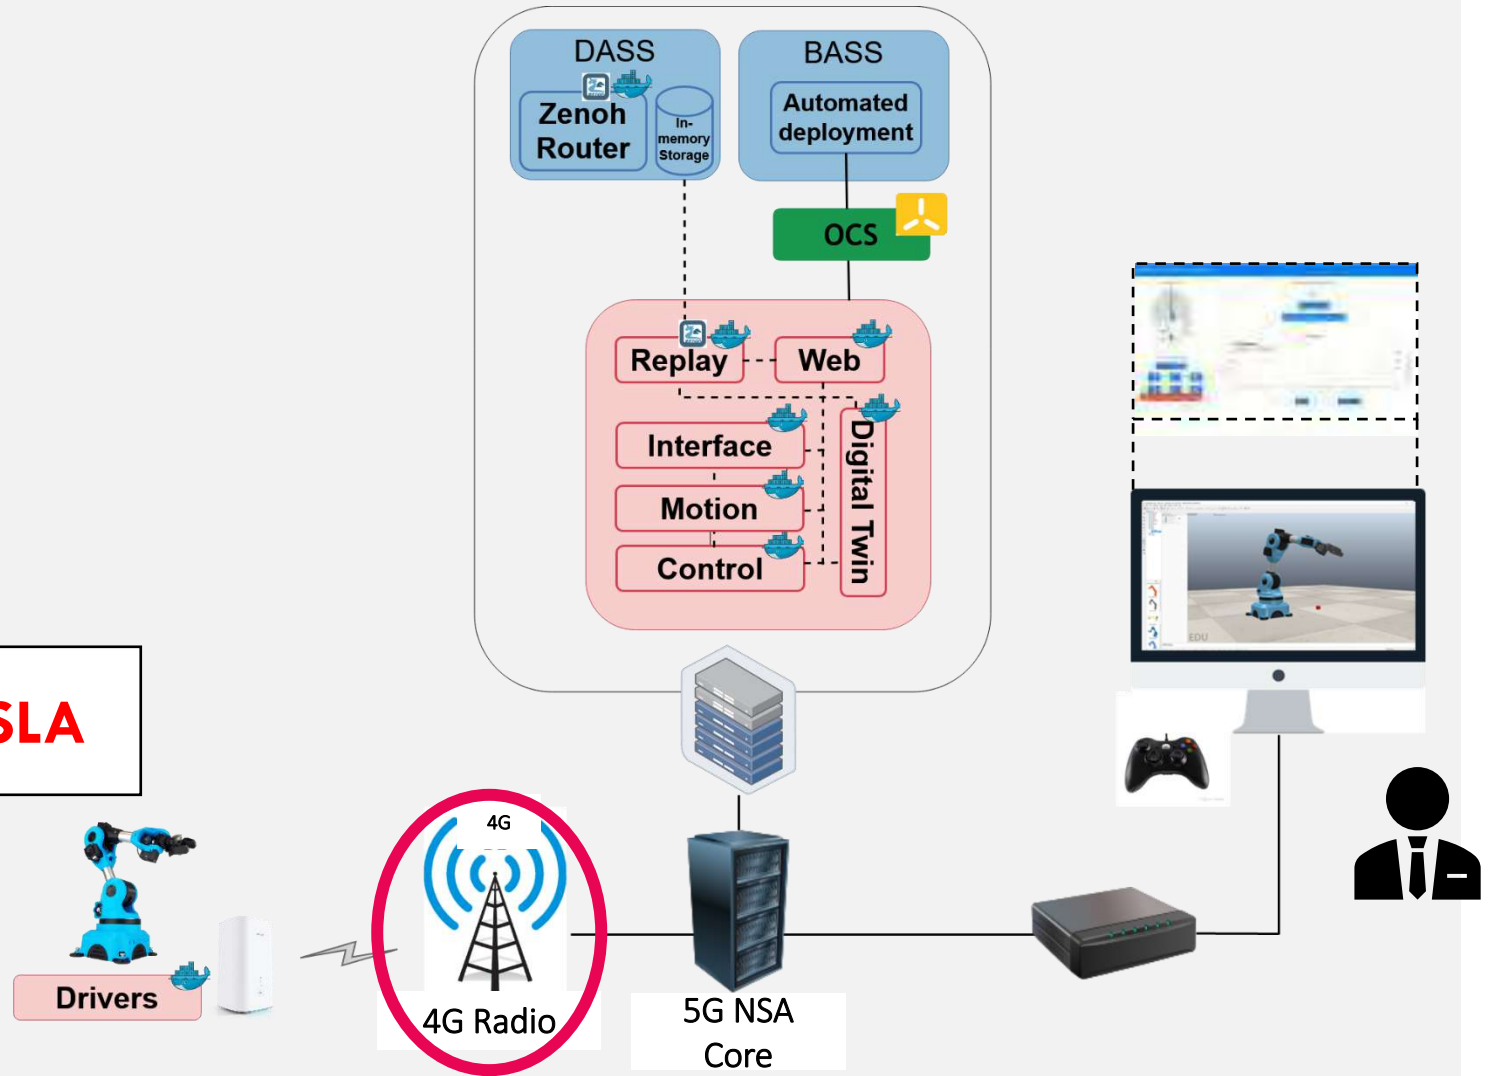 DASS
BASS
Zenoh
Router
In-
memory
Storage
Automated
deployment
OCS
Replay
Web
Interface
Motion
Control
Digital Twin
EDU
SLA
4G
Drivers
4G Radio
5G NSA
Core